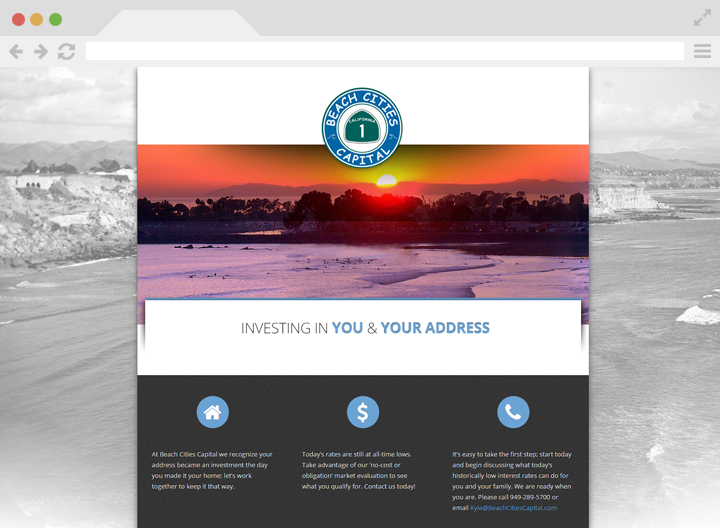 BEACH CITIES
CALIFORNIA
1
CAPITAL
INVESTING IN YOU & YOUR ADDRESS
At Beach Cities Capital we recognize your
address became an investment the day
you made it your home; let's work
together to keep it that way.
Today's rates are still at all-time lows.
Take advantage of our 'no-cost or
obligation' market evaluation to see
what you qualify for. Contact us today!
It's easy to take the first step; start today
and begin discussing what today's
historically low interest rates can do for
you and your family. We are ready when
you are. Please call 949-289-5700 or
email Kyle@BeachCitiesCapital.com